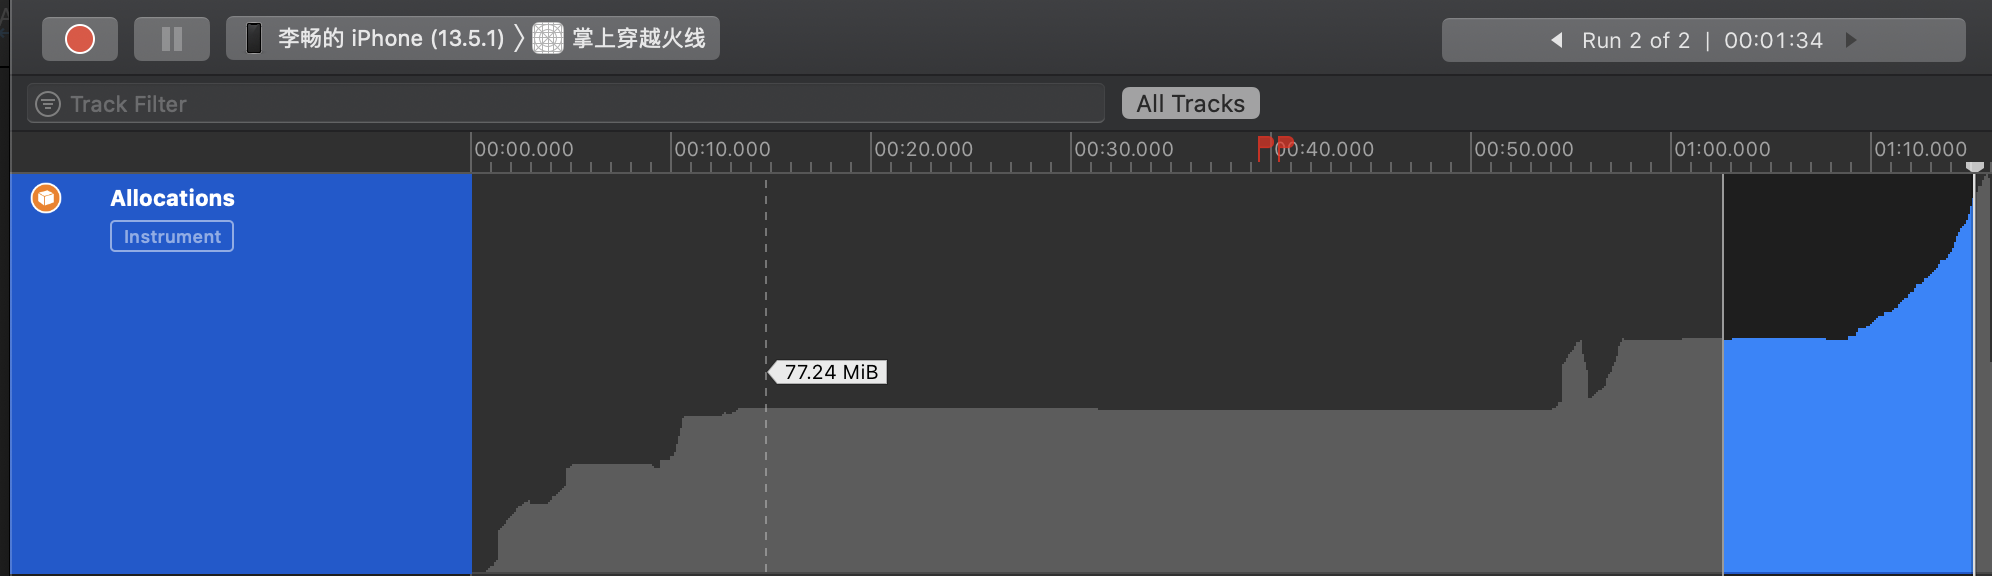 李畅的 iPhone (13.5.1) 〉 掌上穿越火线
Run 2 of 2 | 00:01:34
Track Filter
All Tracks
00:00.000 00:10.000 00:20.000 00:30.000 00:40.000 00:50.000 01:00.000 01:10.000
Allocations
Instrument
77.24 MiB